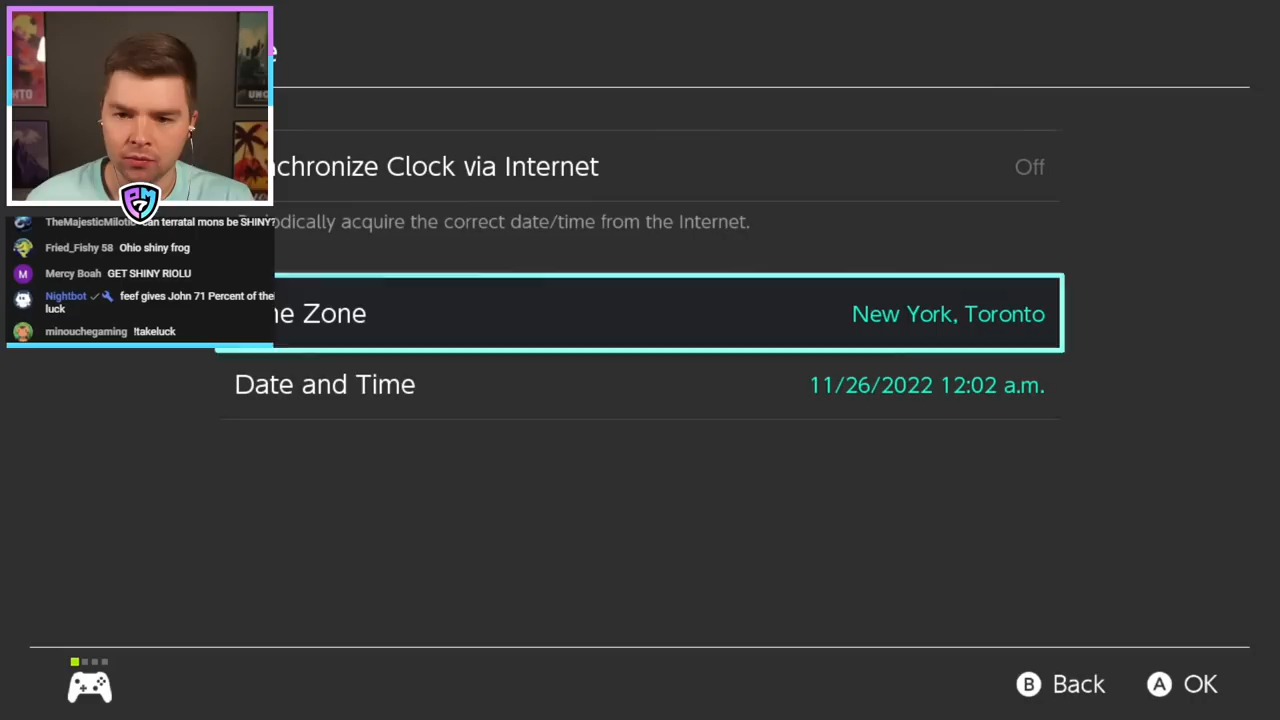 e
nchronize Clock via Internet Off
TheMajesticMilotic can terratal mons be SHINY?
odically acquire the correct date/time from the Internet.
Fried_Fishy 58 Ohio shiny frog
Mercy Boah GET SHINY RIOLU
Nightbot feef gives John 71 Percent of the
luck
minouchegaming !takeluck
ne Zone New York, Toronto
Date and Time 11/26/2022 12:02 a.m.
B Back A OK